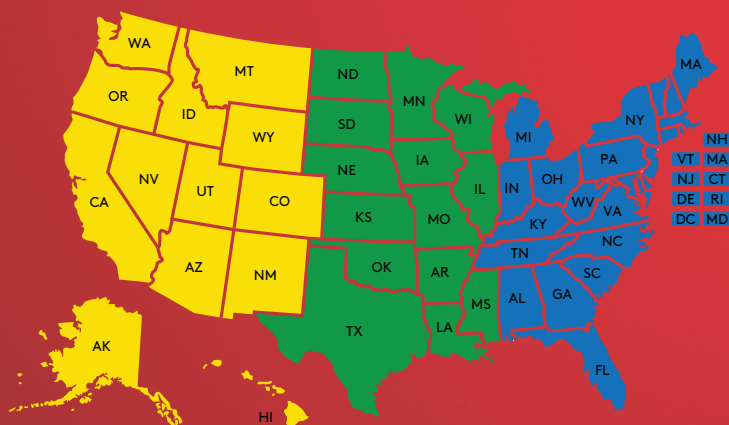 WA
MT
ND
MN
MA
OR
ID
SD
WI
NY
MI
WY
NH
NV
UT
NE
IA
IL
IN
OH
PA
VT MA
CA
CO
KS
MO
KY
WV
VA
NJ CT
DE RI
DC MD
AZ
NM
OK
AR
TN
NC
SC
TX
LA
MS
AL
GA
AK
FL
HI